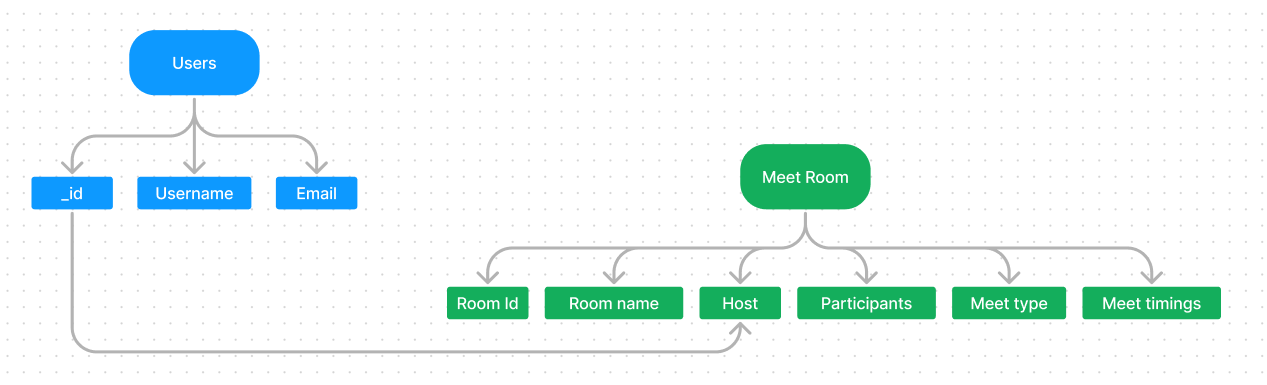 Users
_id
Username
Email
Meet Room
Room Id
Room name
Host
Participants
Meet type
Meet timings